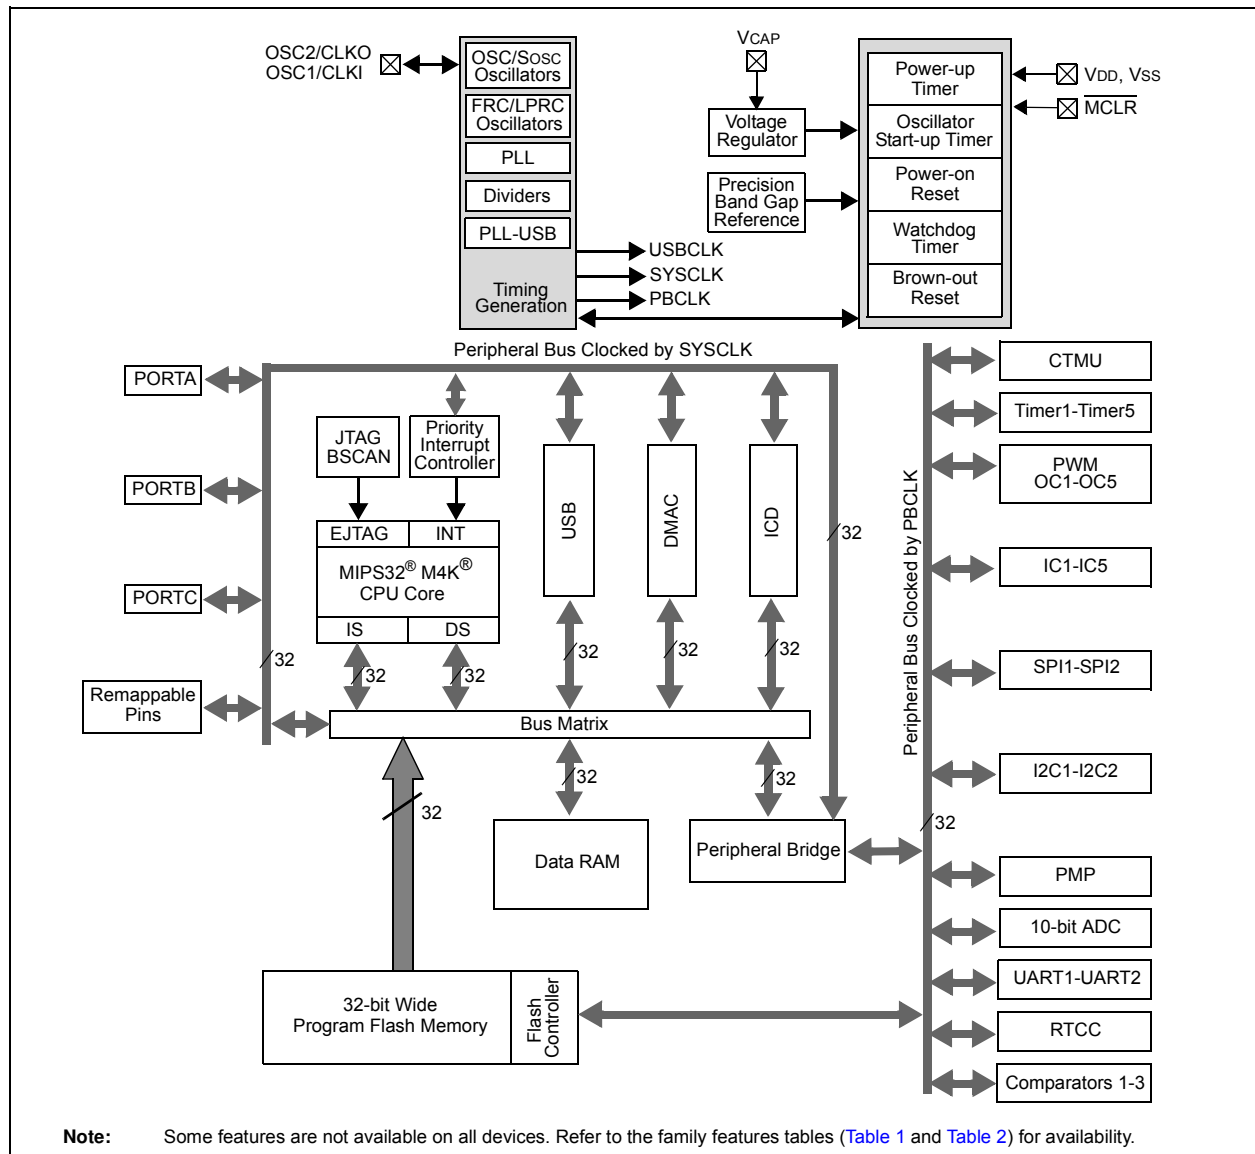 OSC2/CLKO
OSC1/CLKI
OSC/SOSC
Oscillators
FRC/LPRC
Oscillators
PLL
Dividers
PLL-USB
Timing
Generation
USBCLK
SYSCLK
PBCLK
VCAP
Voltage
Regulator
Precision
Band Gap
Reference
Power-up
Timer
Oscillator
Start-up Timer
Power-on
Reset
Watchdog
Timer
Brown-out
Reset
VDD, VSS
MCLR
Peripheral Bus Clocked by SYSCLK
PORTA
PORTB
PORTC
Remappable
Pins
32
JTAG
BSCAN
Priority
Interrupt
Controller
EJTAG
INT
MIPS32® M4K®
CPU Core
IS
DS
32
32
USB
32
DMAC
32
ICD
32
32
Bus Matrix
32
32
32
Data RAM
Peripheral Bridge
32-bit Wide
Program Flash Memory
Flash
Controller
Peripheral Bus Clocked by PBCLK
32
CTMU
Timer1-Timer5
PWM
OC1-OC5
IC1-IC5
SPI1-SPI2
I2C1-I2C2
PMP
10-bit ADC
UART1-UART2
RTCC
Comparators 1-3
Note: Some features are not available on all devices. Refer to the family features tables (Table 1 and Table 2) for availability.